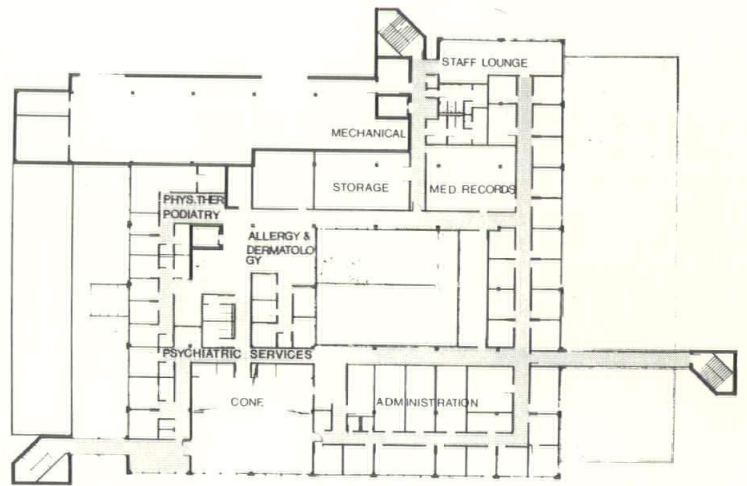 STAFF LOUNGE
MECHANICAL
STORAGE
MED. RECORDS
PHYS.THER
PODIATRY
ALLERGY &
DERMATOLO
GY
PSYCHIATRIC SERVICES
CONF.
ADMINISTRATION